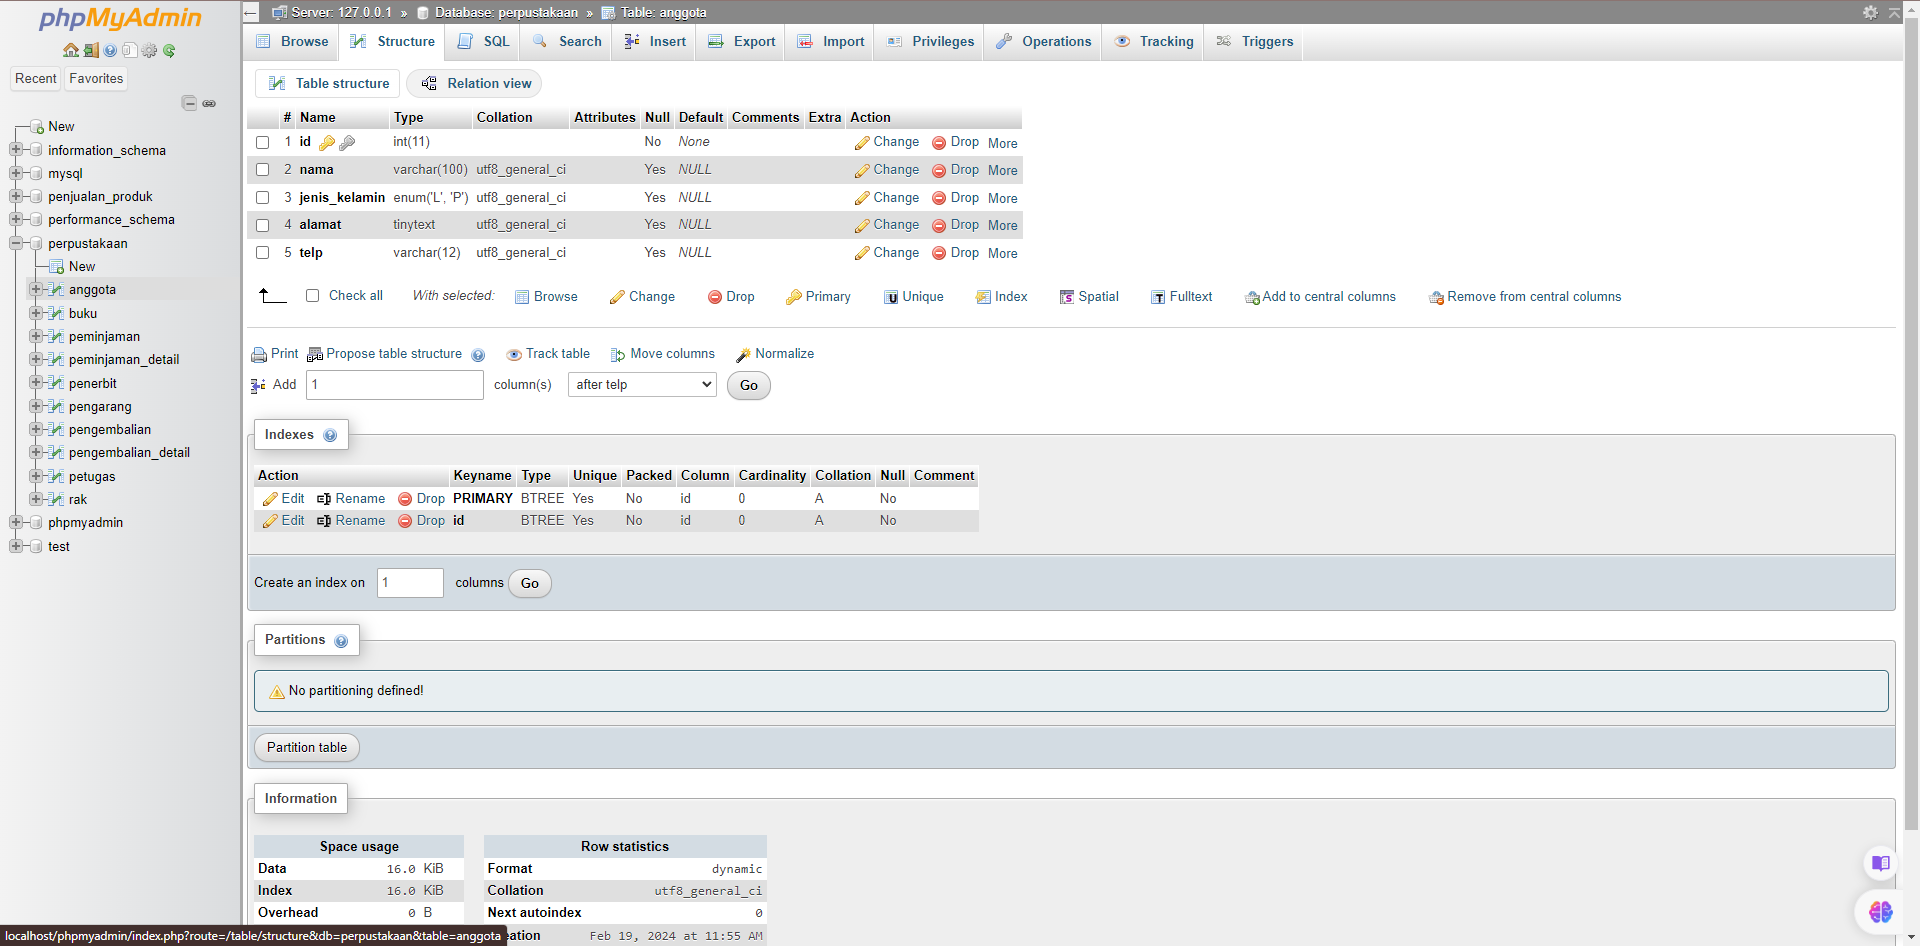 phpMyAdmin
Recent Favorites
New
information_schema
mysql
penjualan_produk
performance_schema
perpustakaan
New
anggota
buku
peminjaman
peminjaman_detail
penerbit
pengarang
pengembalian
pengembalian_detail
petugas
rak
phpmyadmin
test
Server: 127.0.0.1 » Database: perpustakaan » Table: anggota
Browse Structure SQL Search Insert Export Import Privileges Operations Tracking Triggers
Table structure Relation view
# Name Type Collation Attributes Null Default Comments Extra Action
1 id int(11) No None Change Drop More
2 nama varchar(100) utf8_general_ci Yes NULL Change Drop More
3 jenis_kelamin enum('L', 'P') utf8_general_ci Yes NULL Change Drop More
4 alamat tinytext utf8_general_ci Yes NULL Change Drop More
5 telp varchar(12) utf8_general_ci Yes NULL Change Drop More
Check all With selected: Browse Change Drop Primary Unique Index Spatial Fulltext Add to central columns Remove from central columns
Print Propose table structure Track table Move columns Normalize
Add 1 column(s) after telp Go
Indexes
Action Keyname Type Unique Packed Column Cardinality Collation Null Comment
Edit Rename Drop PRIMARY BTREE Yes No id 0 A No
Edit Rename Drop id BTREE Yes No id 0 A No
Create an index on 1 columns Go
Partitions
No partitioning defined!
Partition table
Information
Space usage
Data 16.0 KiB
Index 16.0 KiB
Overhead 0 B
Row statistics
Format dynamic
Collation utf8_general_ci
Next autoindex 0
eation Feb 19, 2024 at 11:55 AM
localhost/phpmyadmin/index.php?route=/table/structure&db=perpustakaan&table=anggota